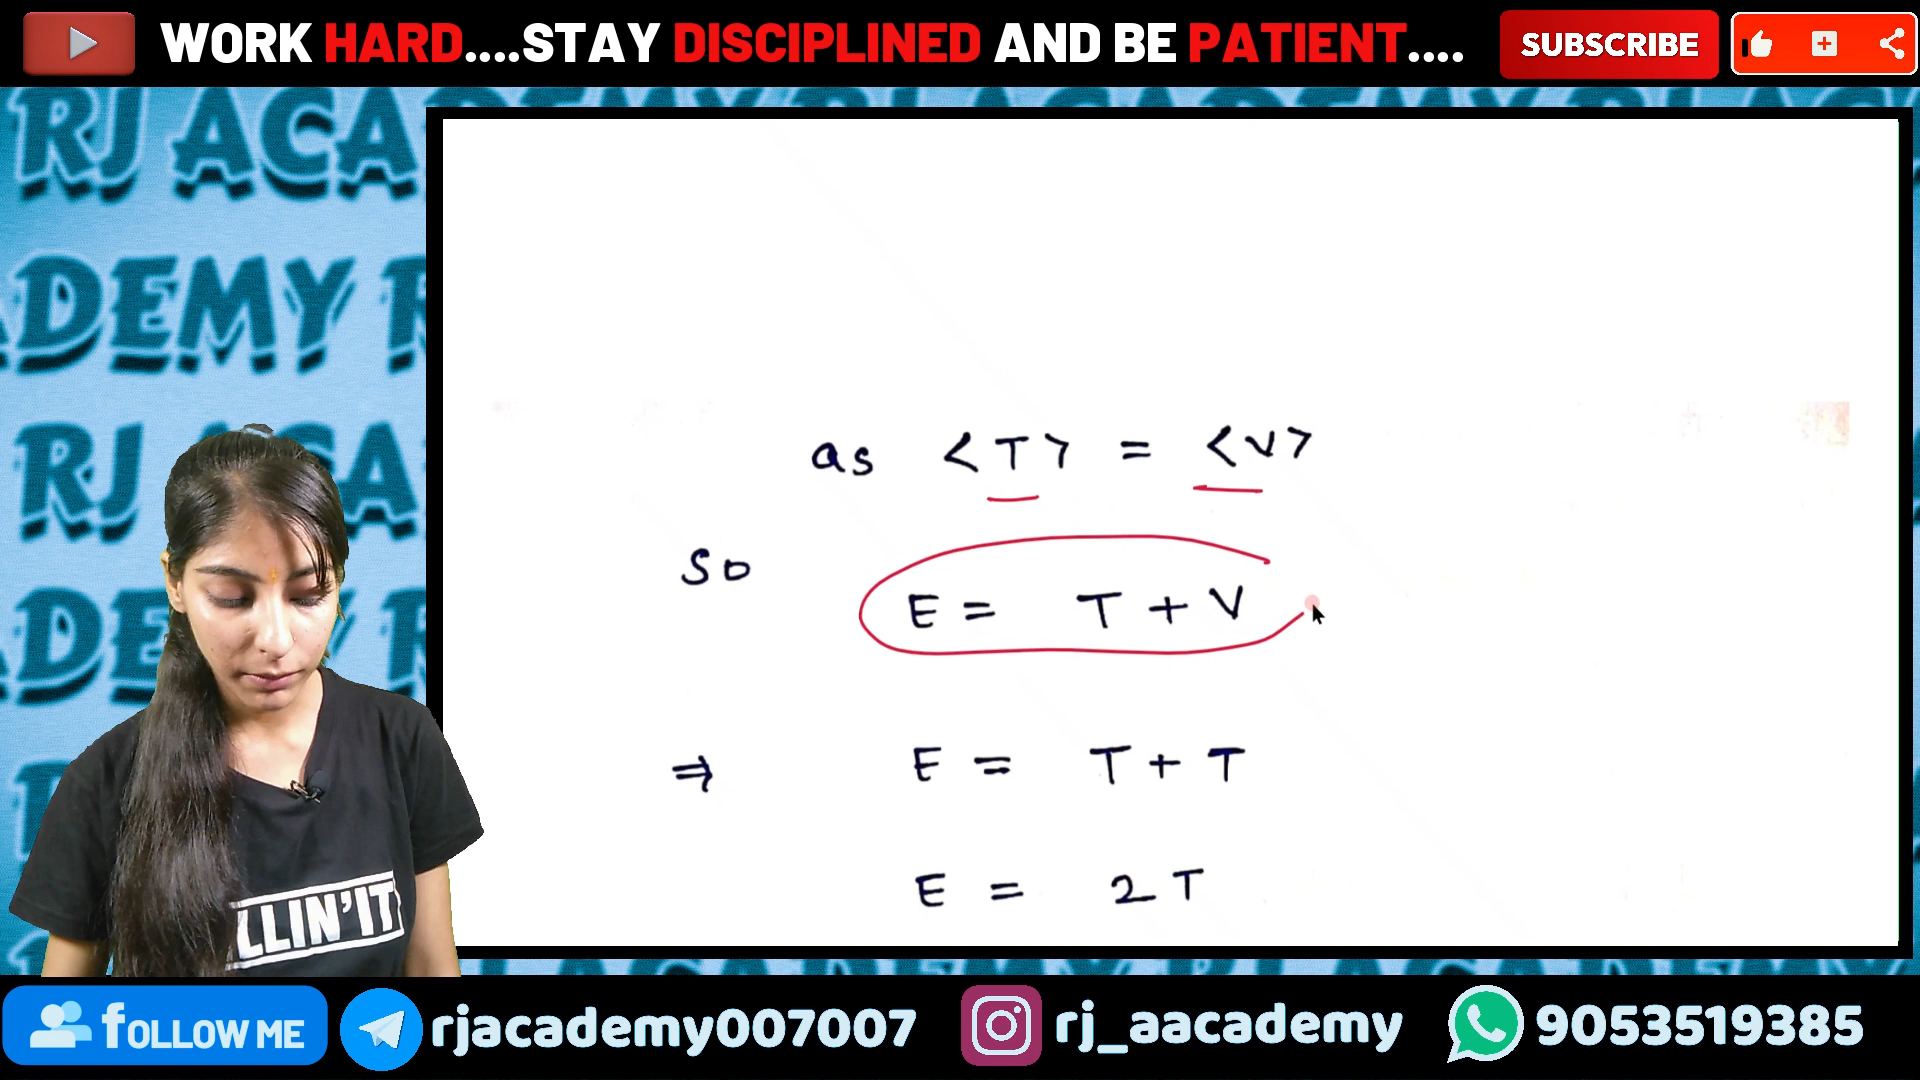 WORK HARD....STAY DISCIPLINED AND BE PATIENT....
SUBSCRIBE
RJ ACA
DEMY R
RJ ACA
ADEMY
as <T> = <V>
so
E = T + V
⇒ E = T + T
E = 2T
LLIN'IT
fOLLOW ME
rjacademy007007
rj_aacademy
9053519385